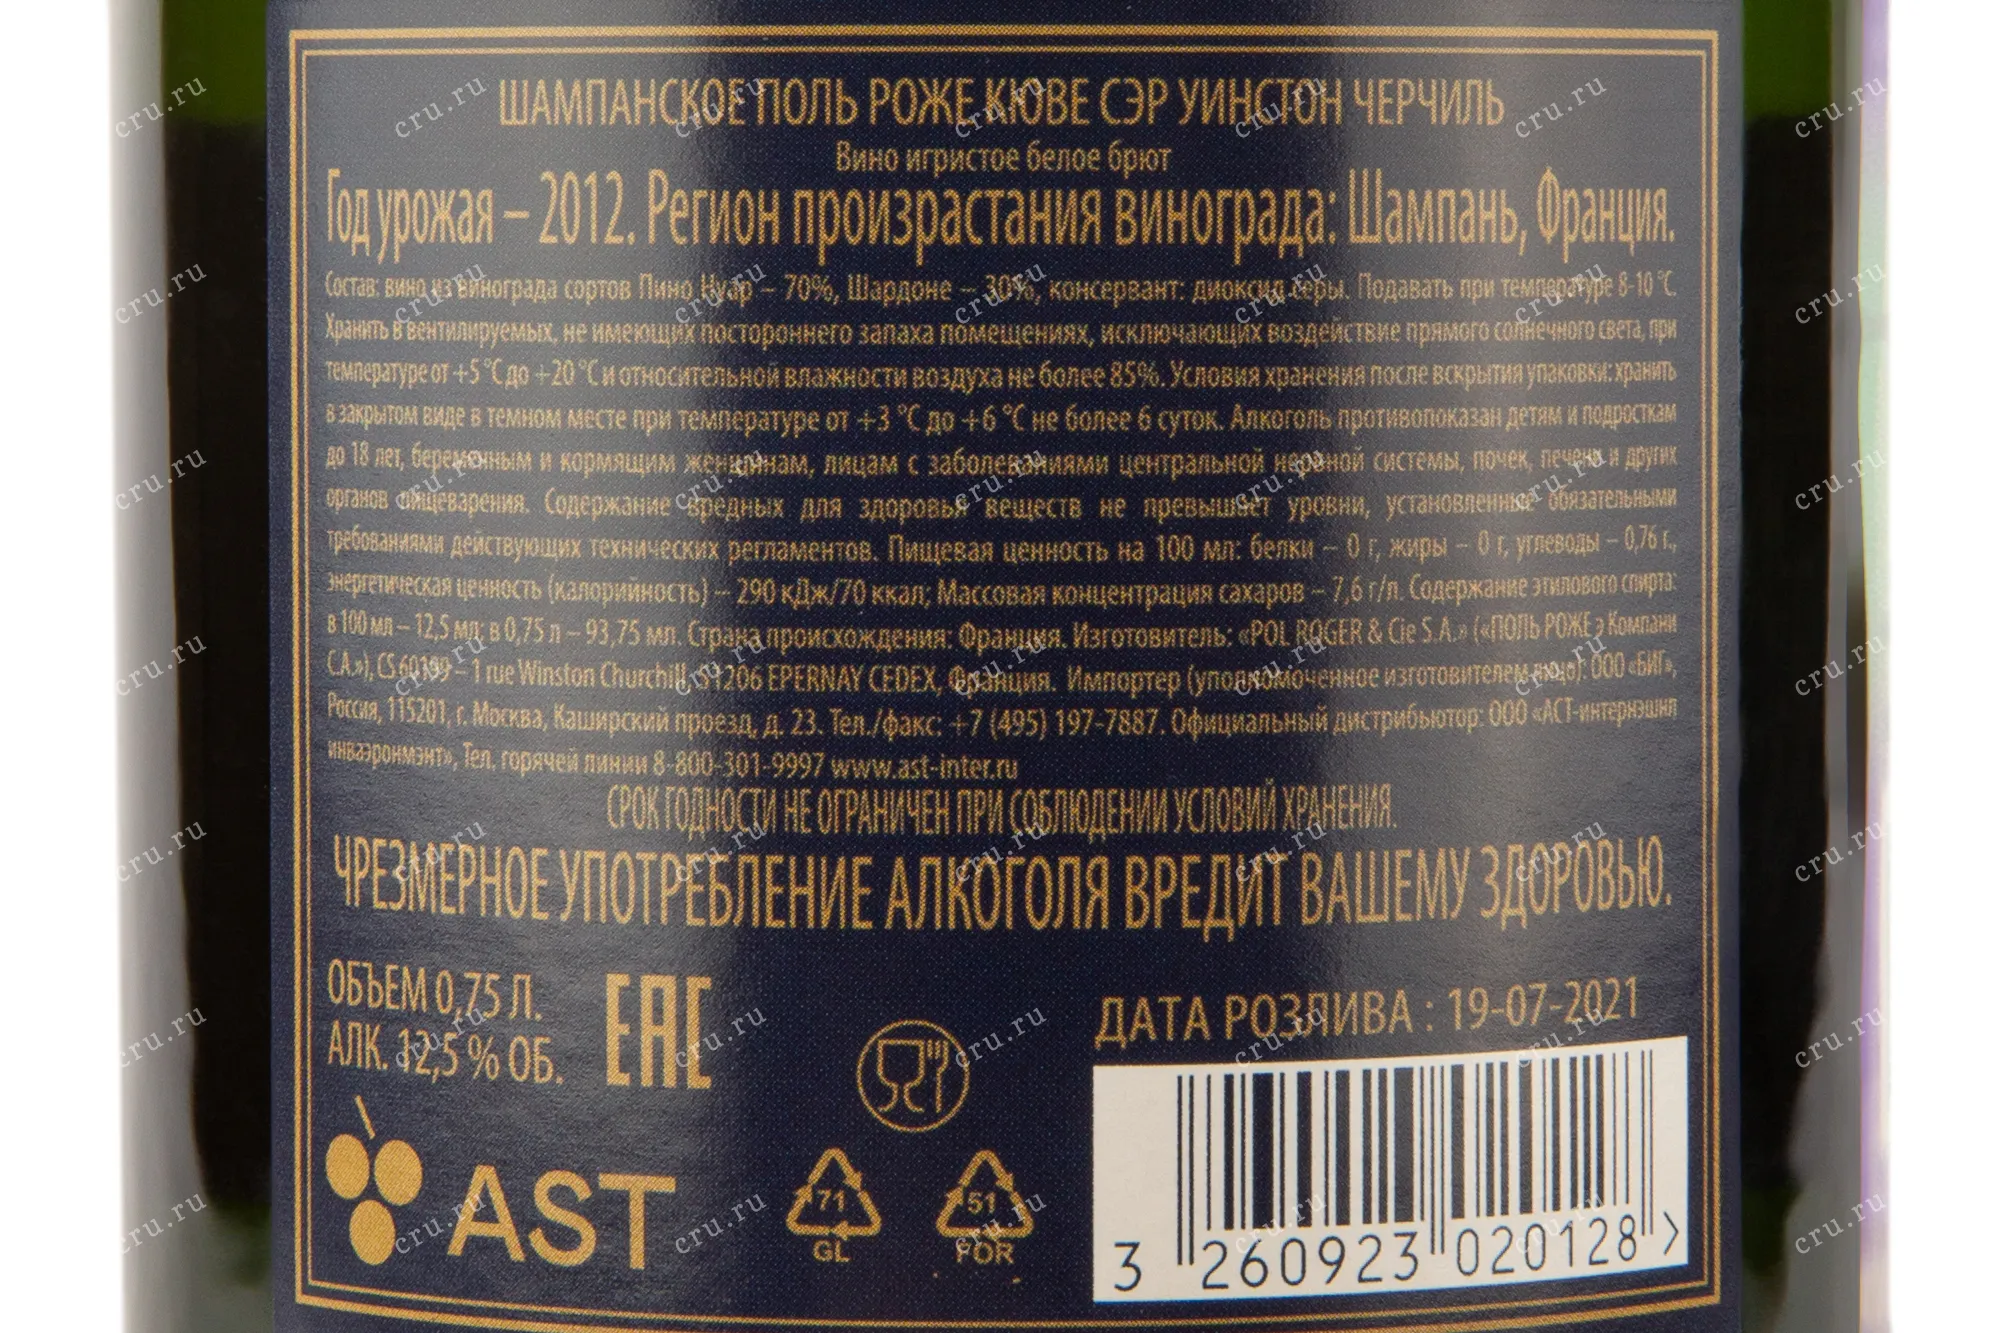 ШАМПАНСКОЕ ПОЛЬ РОЖЕ КЮВЕ СЭР УИНСТОН ЧЕРЧИЛЬ
Вино игристое белое брют
Год урожая – 2012. Регион произрастания винограда: Шампань, Франция.
Состав: вино из винограда сортов Пино Нуар – 70%, Шардоне – 30%, консервант: диоксид серы. Подавать при температуре 8-10 °С.
Хранить в вентилируемых, не имеющих постороннего запаха помещениях, исключающих воздействие прямого солнечного света, при
температуре от +5 °С до +20 °С и относительной влажности воздуха не более 85%. Условия хранения после вскрытия упаковки: хранить
в закрытом виде в темном месте при температуре от +3 °С до +6 °С не более 6 суток. Алкоголь противопоказан детям и подросткам
до 18 лет, беременным и кормящим женщинам, лицам с заболеваниями центральной нервной системы, почек, печени и других
органов пищеварения. Содержание вредных для здоровья веществ не превышает уровни, установленные обязательными
требованиями действующих технических регламентов. Пищевая ценность на 100 мл: белки – 0 г, жиры – 0 г, углеводы – 0,76 г.,
энергетическая ценность (калорийность) – 290 кДж/70 ккал; Массовая концентрация сахаров – 7,6 г/л. Содержание этилового спирта:
в 100 мл – 12,5 мл; в 0,75 л – 93,75 мл. Страна происхождения: Франция. Изготовитель: «POL ROGER & Cie S.A.» («ПОЛЬ РОЖЕ э Компани
С.А.»), CS 60199 – 1 rue Winston Churchill, 51206 EPERNAY CEDEX, Франция. Импортер (уполномоченное изготовителем лицо): ООО «БИГ»,
Россия, 115201, г. Москва, Каширский проезд, д. 23. Тел./факс: +7 (495) 197-7887. Официальный дистрибьютор: ООО «АСТ-интернэшнл
инваэронмэнт», Тел. горячей линии 8-800-301-9997 www.ast-inter.ru
СРОК ГОДНОСТИ НЕ ОГРАНИЧЕН ПРИ СОБЛЮДЕНИИ УСЛОВИЙ ХРАНЕНИЯ.
ЧРЕЗМЕРНОЕ УПОТРЕБЛЕНИЕ АЛКОГОЛЯ ВРЕДИТ ВАШЕМУ ЗДОРОВЬЮ.
ОБЪЕМ 0,75 Л.
АЛК. 12,5 % ОБ.
EAC
ДАТА РОЗЛИВА : 19-07-2021
AST
71
GL
51
FOR
3 260923 020128 >
cru.ru